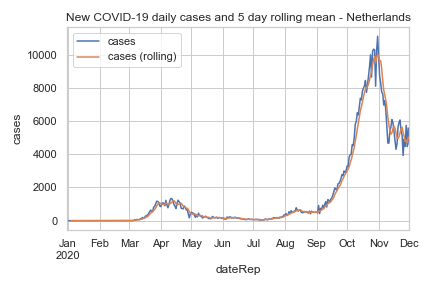 New COVID-19 daily cases and 5 day rolling mean - Netherlands
cases
cases (rolling)
10000
8000
6000
4000
2000
0
cases
Jan Feb Mar Apr May Jun Jul Aug Sep Oct Nov Dec
2020
dateRep